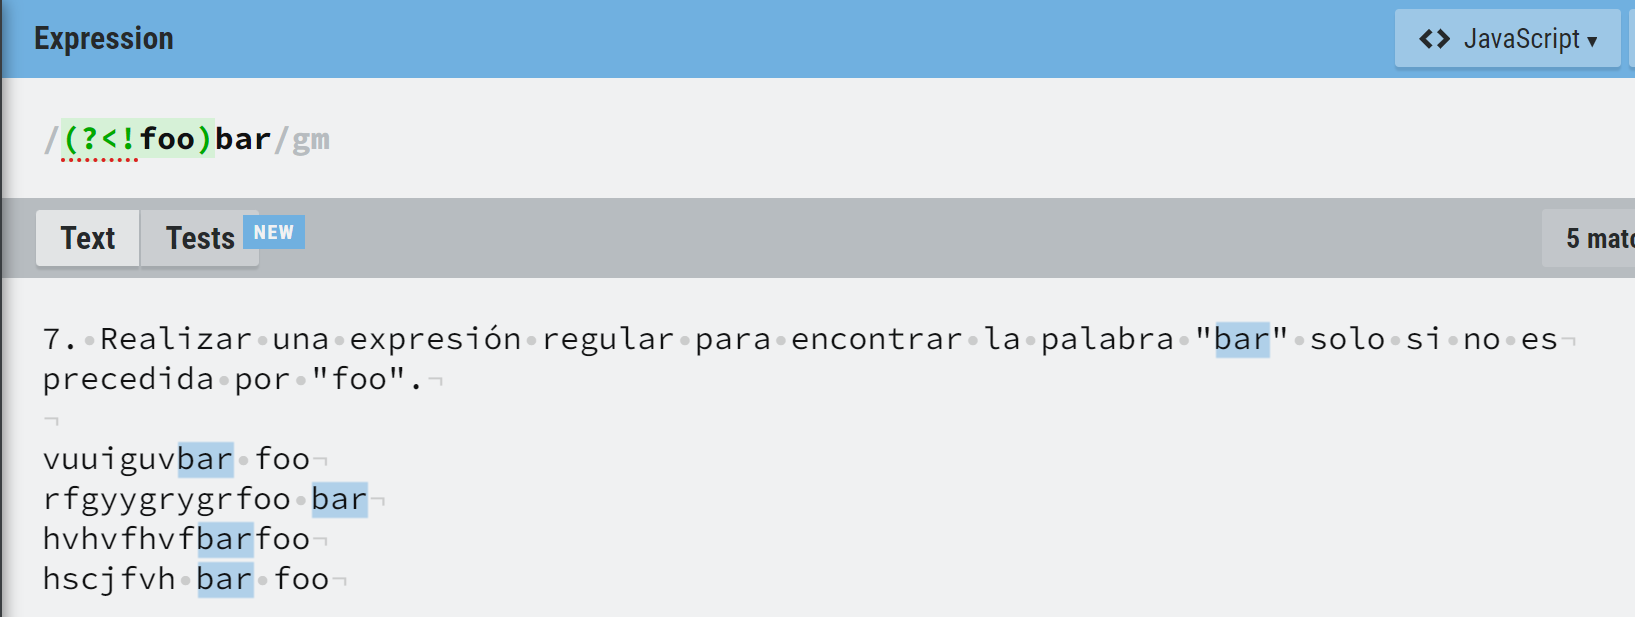 Expression
<> JavaScript ▾
/(?<!foo)bar/gm
Text
Tests
NEW
5 matc
7. Realizar una expresión regular para encontrar la palabra "bar" solo si no es
precedida por "foo".
vuuiguvbar foo
rfgyygrygrfoo bar
hvhvfhvfbarfoo
hscjfvh bar foo